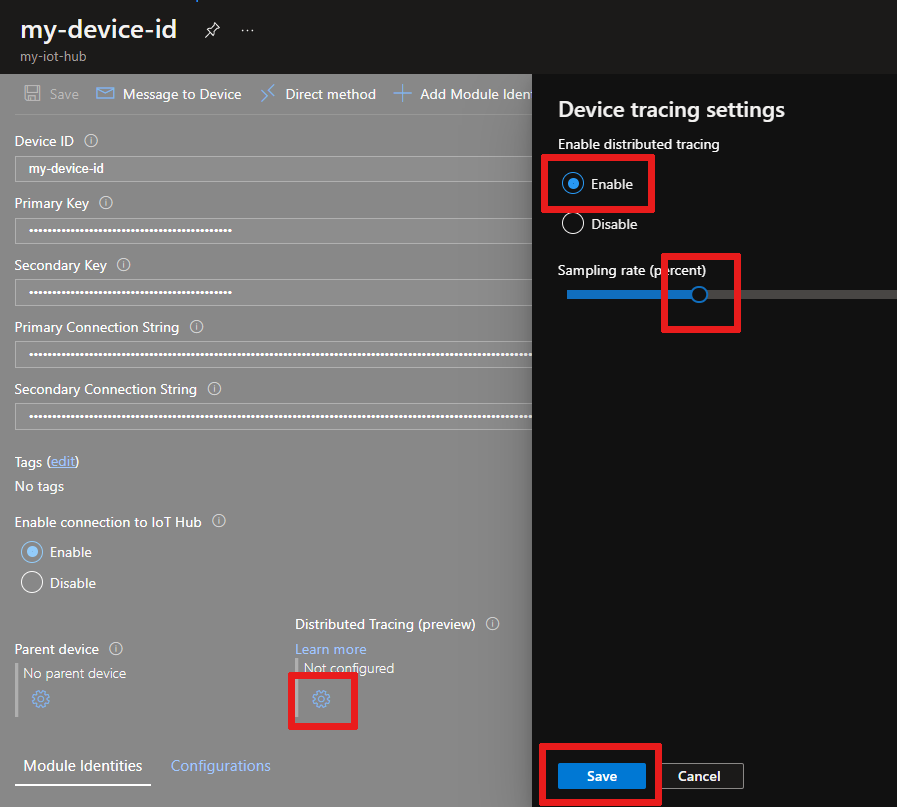 my-device-id ...
my-iot-hub
Save Message to Device Direct method Add Module Iden
Device ID
my-device-id
Primary Key
••••••••••••••••••••••••••••••••••••••••••••
Secondary Key
••••••••••••••••••••••••••••••••••••••••••••
Primary Connection String
Secondary Connection String
Tags (edit)
No tags
Enable connection to IoT Hub
Enable
Disable
Parent device
No parent device
Distributed Tracing (preview)
Learn more
Not configured
Module Identities Configurations
Device tracing settings
Enable distributed tracing
Enable
Disable
Sampling rate (percent)
Save Cancel